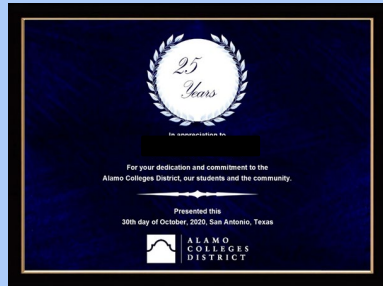 25
Years
In appreciation to
For your dedication and commitment to the
Alamo Colleges District, our students and the community.
Presented this
30th day of October, 2020, San Antonio, Texas
ALAMO
COLLEGES
DISTRICT